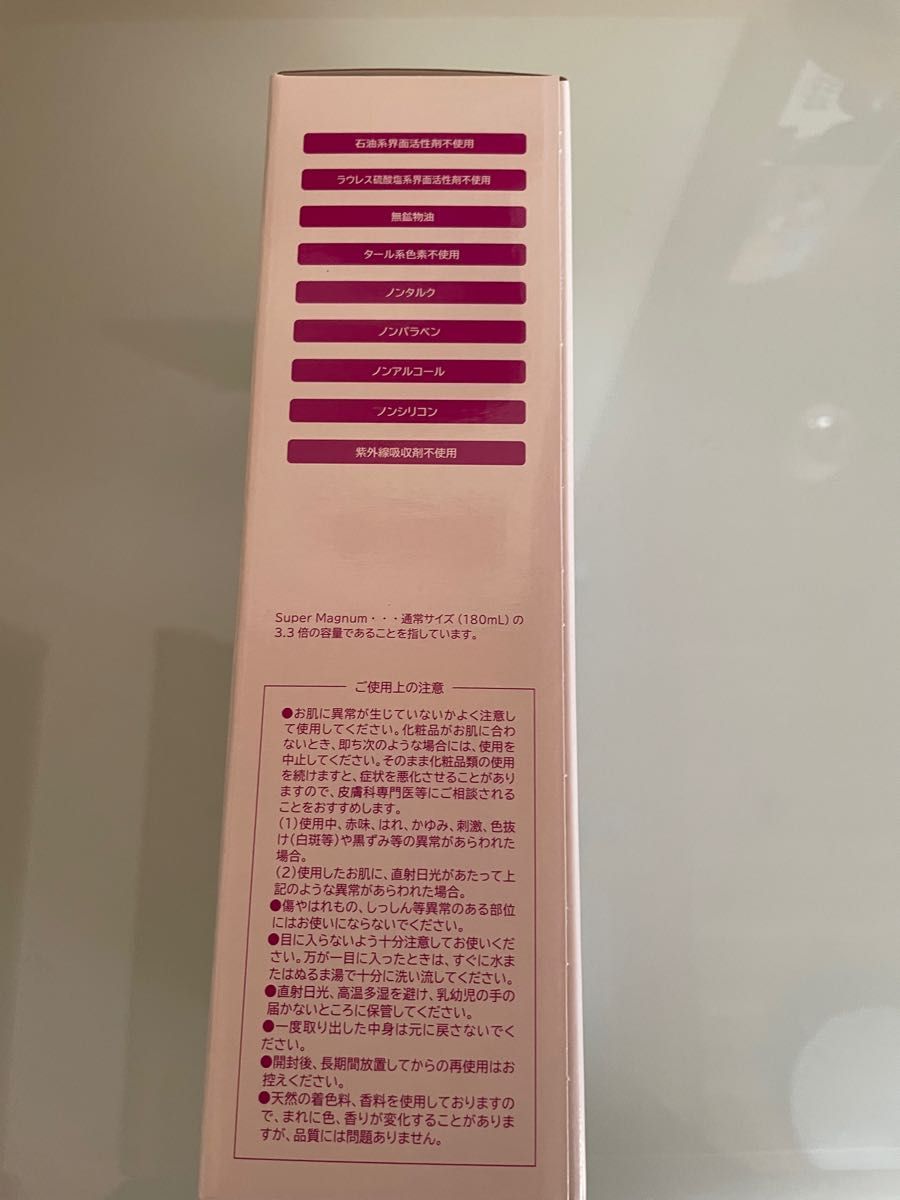 石油系界面活性剤不使用
ラウレス硫酸塩系界面活性剤不使用
無鉱物油
タール系色素不使用
ノンタルク
ノンパラベン
ノンアルコール
ノンシリコン
紫外線吸収剤不使用
Super Magnum・・・通常サイズ（180mL）の
3.3倍の容量であることを指しています。
ご使用上の注意
●お肌に異常が生じていないかよく注意し
て使用してください。化粧品がお肌に合わ
ないとき、即ち次のような場合には、使用を
中止してください。そのまま化粧品類の使用
を続けますと、症状を悪化させることがあり
ますので、皮膚科専門医等にご相談される
ことをおすすめします。
（1）使用中、赤味、はれ、かゆみ、刺激、色抜
け（白斑等）や黒ずみ等の異常があらわれた
場合。
（2）使用したお肌に、直射日光があたって上
記のような異常があらわれた場合。
●傷やはれもの、しっしん等異常のある部位
にはお使いにならないでください。
●目に入らないよう十分注意してお使いくだ
さい。万が一目に入ったときは、すぐに水ま
たはぬるま湯で十分に洗い流してください。
●直射日光、高温多湿を避け、乳幼児の手の
届かないところに保管してください。
●一度取り出した中身は元に戻さないでく
ださい。
●開封後、長期間放置してからの再使用はお
控えください。
●天然の着色料、香料を使用しておりますの
で、まれに色、香りが変化することがありま
すが、品質には問題ありません。